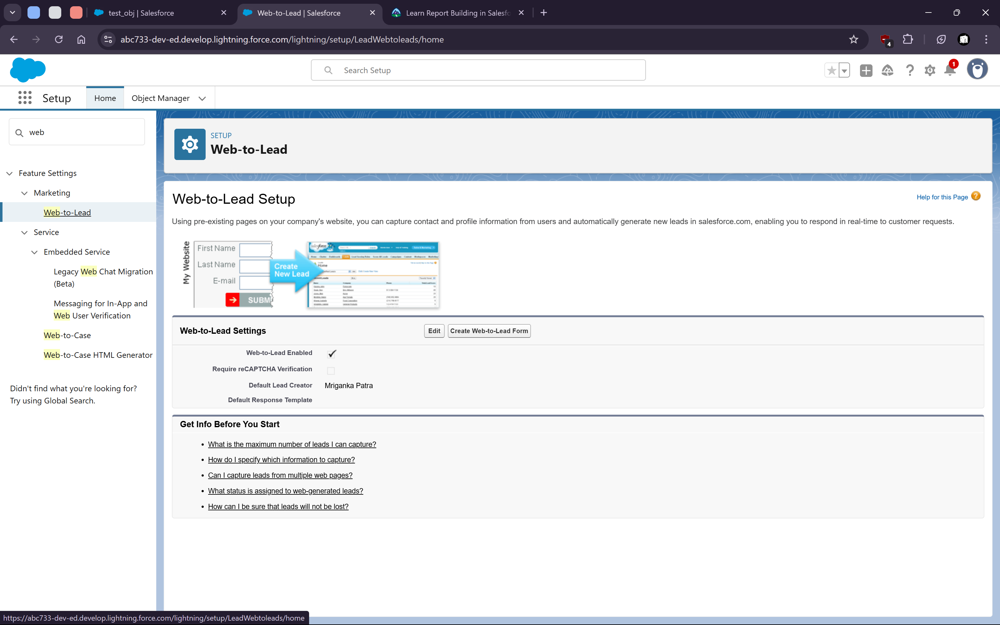 test_obj | Salesforce
Web-to-Lead | Salesforce
Learn Report Building in Salesfo
abc733-dev-ed.develop.lightning.force.com/lightning/setup/LeadWebtoleads/home
4
Search Setup
1
Setup
Home
Object Manager
web
Feature Settings
Marketing
Web-to-Lead
Service
Embedded Service
Legacy Web Chat Migration
(Beta)
Messaging for In-App and
Web User Verification
Web-to-Case
Web-to-Case HTML Generator
Didn't find what you're looking for?
Try using Global Search.
SETUP
Web-to-Lead
Web-to-Lead Setup
Help for this Page
Using pre-existing pages on your company's website, you can capture contact and profile information from users and automatically generate new leads in salesforce.com, enabling you to respond in real-time to customer requests.
My Website
First Name
Last Name
E-mail
SUBM
Create
New Lead
salesforce
Home
Web-to-Lead Settings
Edit
Create Web-to-Lead Form
Web-to-Lead Enabled
Require reCAPTCHA Verification
Default Lead Creator
Mriganka Patra
Default Response Template
Get Info Before You Start
• What is the maximum number of leads I can capture?
• How do I specify which information to capture?
• Can I capture leads from multiple web pages?
• What status is assigned to web-generated leads?
• How can I be sure that leads will not be lost?
https://abc733-dev-ed.develop.lightning.force.com/lightning/setup/LeadWebtoleads/home